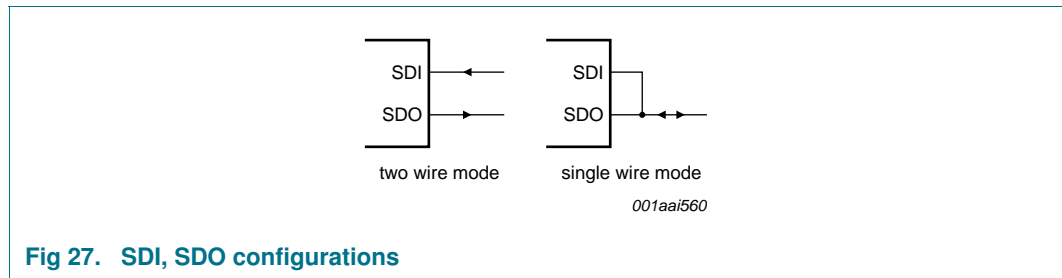 SDI
SDO
two wire mode
SDI
SDO
single wire mode
001aai560
Fig 27. SDI, SDO configurations